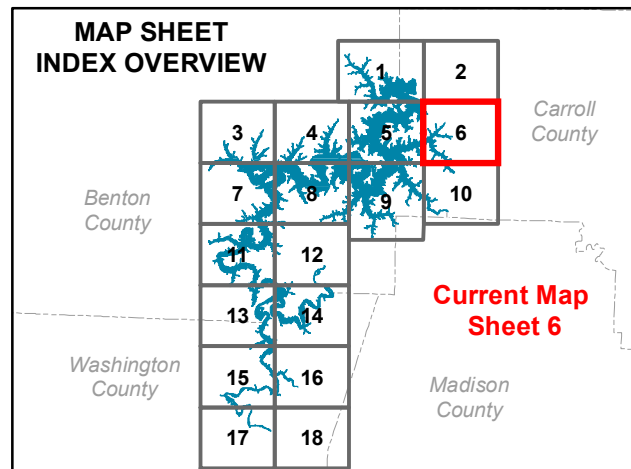 MAP SHEET
INDEX OVERVIEW
1
2
3
4
5
6
Carroll
County
Benton
County
7
8
9
10
11
12
Current Map
Sheet 6
13
14
Washington
County
15
16
Madison
County
17
18